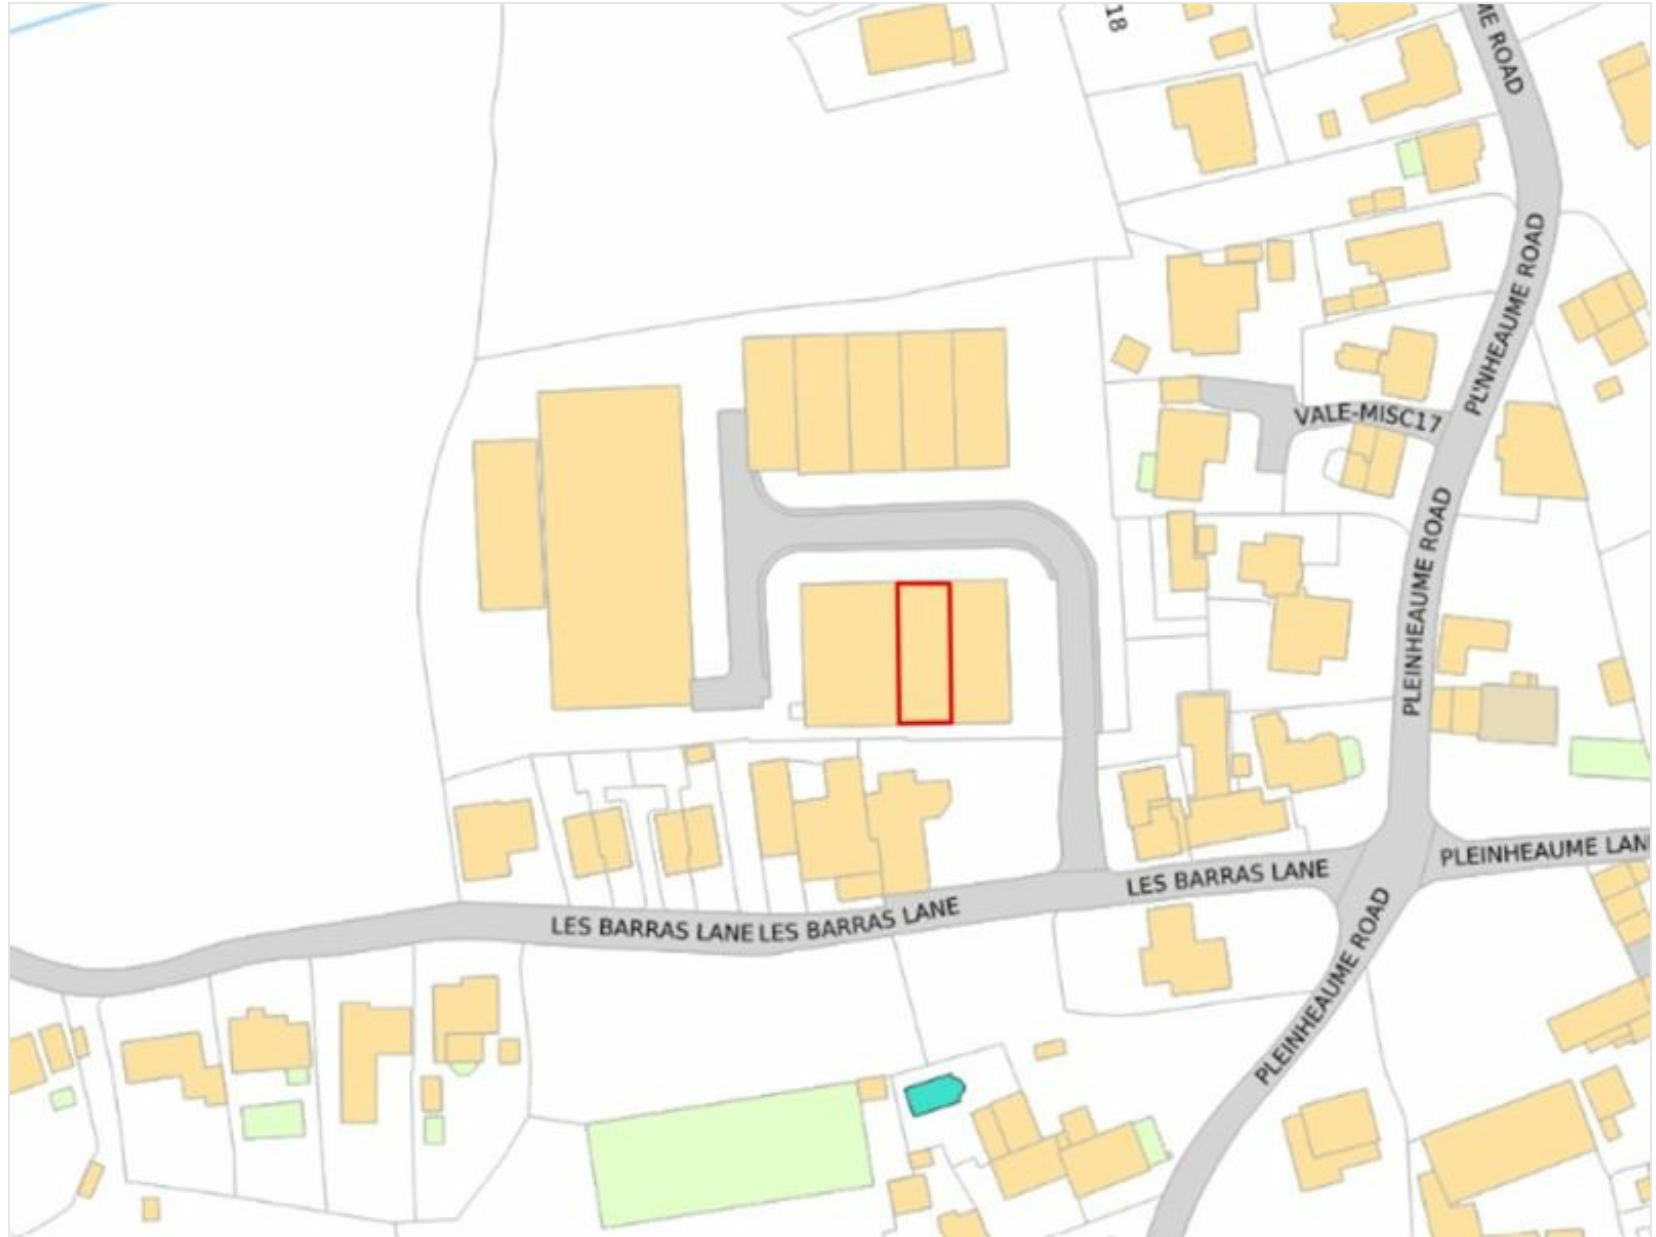 18
ME ROAD
PLINHEAUME ROAD
VALE-MISC17
PLEINHEAUME ROAD
PLEINHEAUME LAN
LES BARRAS LANE
LES BARRAS LANE
LES BARRAS LANE
PLEINHEAUME ROAD